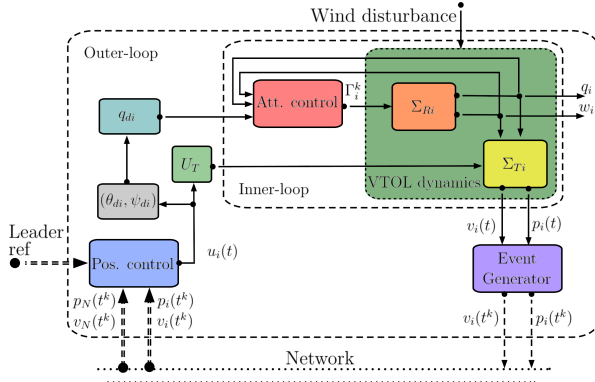 Wind disturbance
Outer-loop
Γ_i^k
q_i
w_i
Att. control
Σ_{Ri}
q_{di}
U_T
Σ_{Ti}
Inner-loop
VTOL dynamics
(θ_{di}, ψ_{di})
Leader
ref
u_i(t)
v_i(t)
p_i(t)
Pos. control
Event
Generator
p_N(t^k)
v_N(t^k)
p_i(t^k)
v_i(t^k)
v_i(t^k)
p_i(t^k)
Network